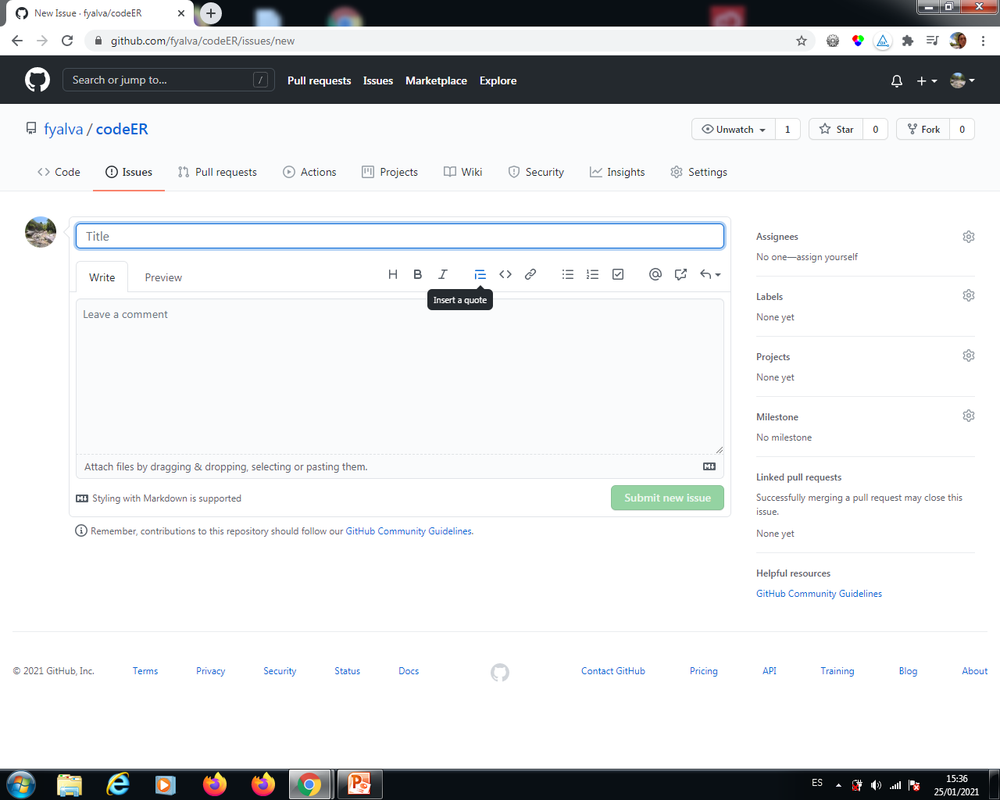 New Issue · fyalva/codeER
github.com/fyalva/codeER/issues/new
Search or jump to...
/
Pull requests
Issues
Marketplace
Explore
fyalva / codeER
Unwatch
1
Star
0
Fork
0
Code
Issues
Pull requests
Actions
Projects
Wiki
Security
Insights
Settings
Title
Write
Preview
H
B
I
Insert a quote
Leave a comment
Attach files by dragging & dropping, selecting or pasting them.
Styling with Markdown is supported
Submit new issue
Remember, contributions to this repository should follow our GitHub Community Guidelines.
Assignees
No one—assign yourself
Labels
None yet
Projects
None yet
Milestone
No milestone
Linked pull requests
Successfully merging a pull request may close this
issue.
None yet
Helpful resources
GitHub Community Guidelines
© 2021 GitHub, Inc.
Terms
Privacy
Security
Status
Docs
Contact GitHub
Pricing
API
Training
Blog
About
ES
15:36
25/01/2021